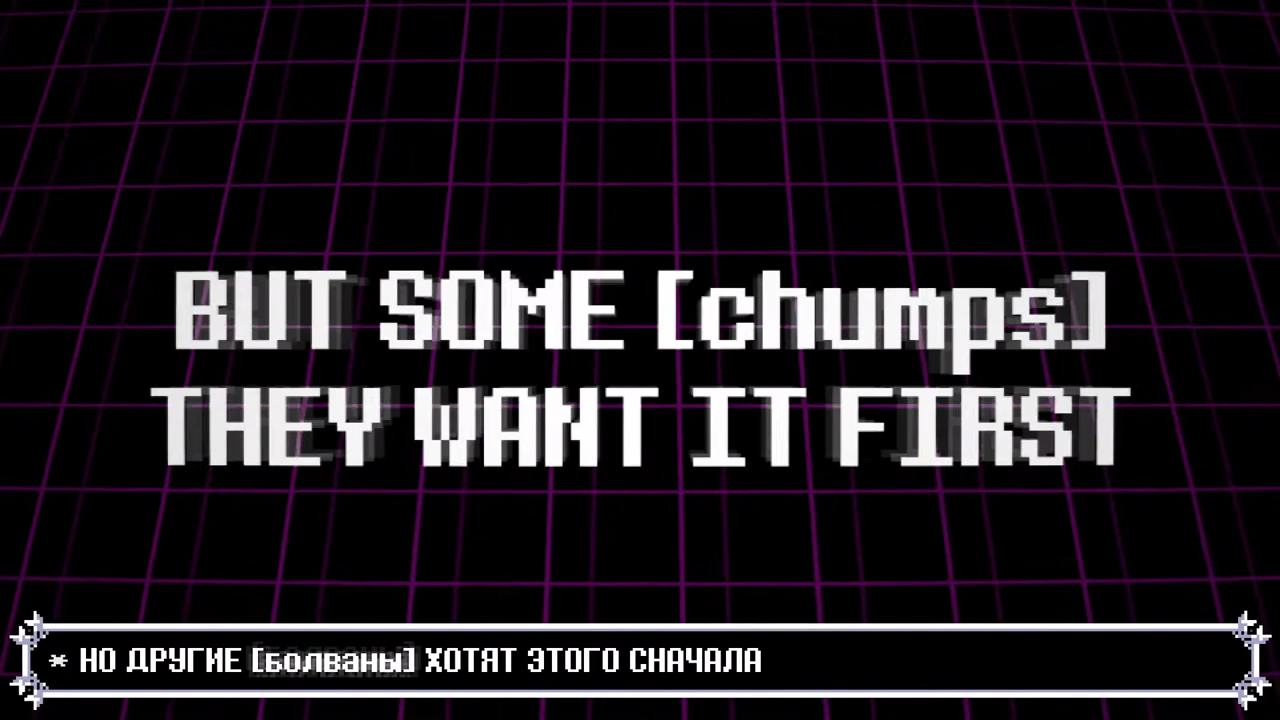 BUT SOME [chumps]
THEY WANT IT FIRST
* НО ДРУГИЕ [болваны] ХОТЯТ ЭТОГО СНАЧАЛА